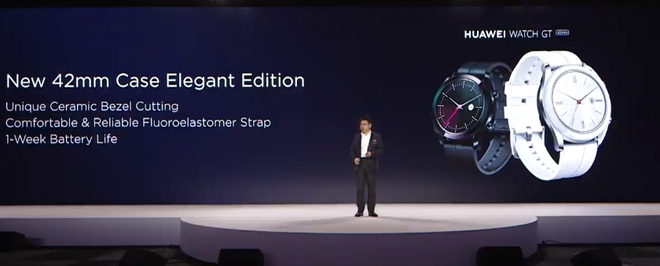 HUAWEI WATCH GT
New 42mm Case Elegant Edition
Unique Ceramic Bezel Cutting
Comfortable & Reliable Fluoroelastomer Strap
1-Week Battery Life